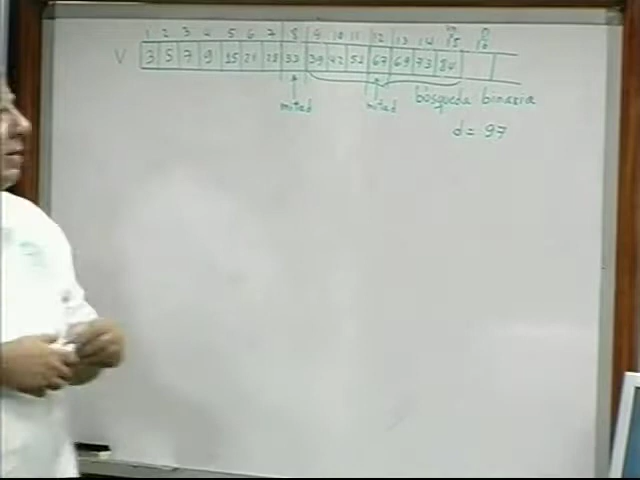 1 2 3 4 5 6 7 8 9 10 11 12 13 14 15 16
V 3 5 7 9 15 21 28 33 39 42 52 67 69 73 84
mitad mitad búsqueda binaria
d = 97